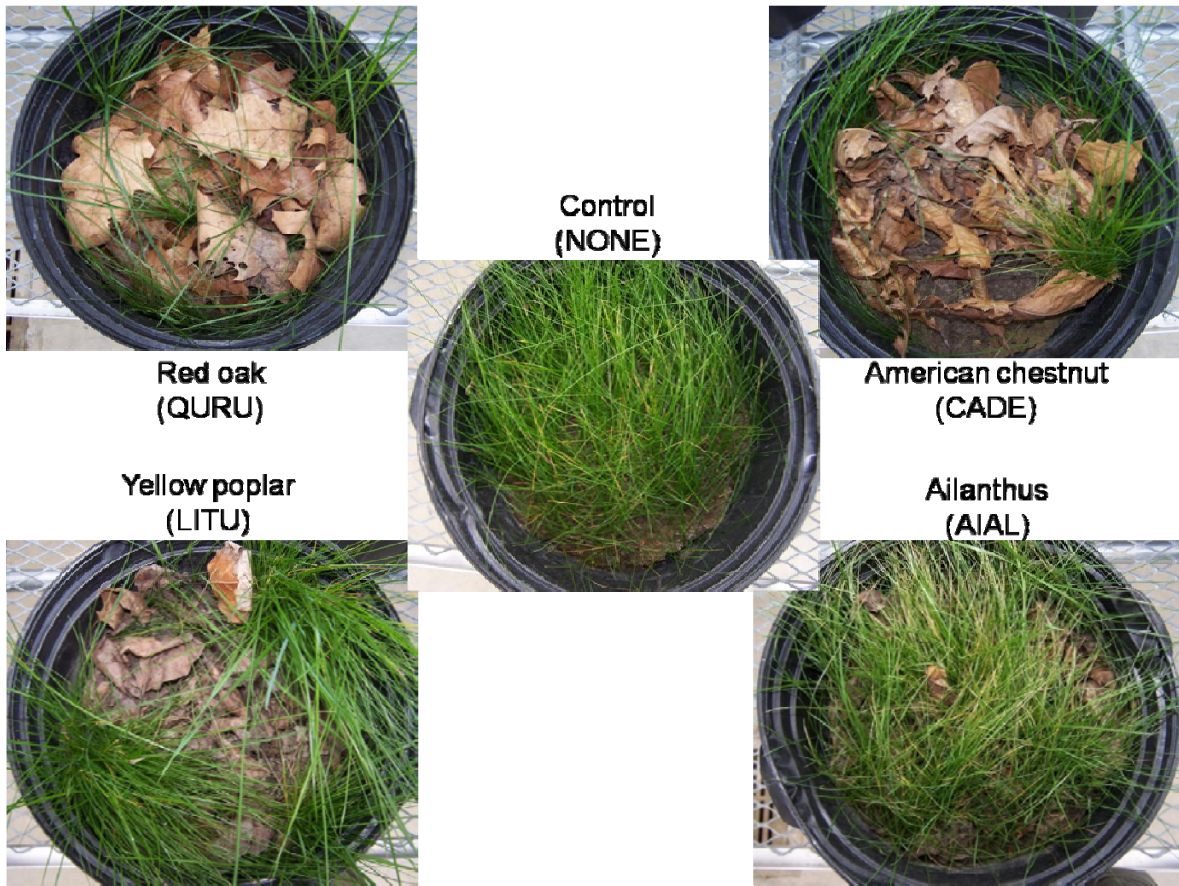 Control
(NONE)
Red oak
(QURU)
American chestnut
(CADE)
Yellow poplar
(LITU)
Ailanthus
(AIAL)